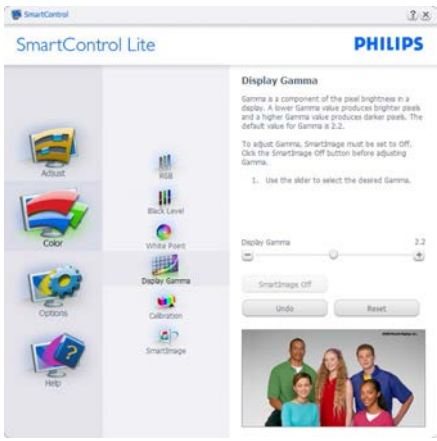 SmartControl
? x
SmartControl Lite
PHILIPS
Adjust
Color
Options
Help
RGB
Black Level
White Point
Display Gamma
Calibration
SmartImage
Display Gamma
Gamma is a component of the pixel brightness in a
display. A lower Gamma value produces brighter pixels
and a higher Gamma value produces darker pixels. The
default value for Gamma is 2.2.
To adjust Gamma, SmartImage must be set to Off.
Click the SmartImage Off button before adjusting
Gamma.
1. Use the slider to select the desired Gamma.
Display Gamma 2.2
SmartImage Off
Undo Reset